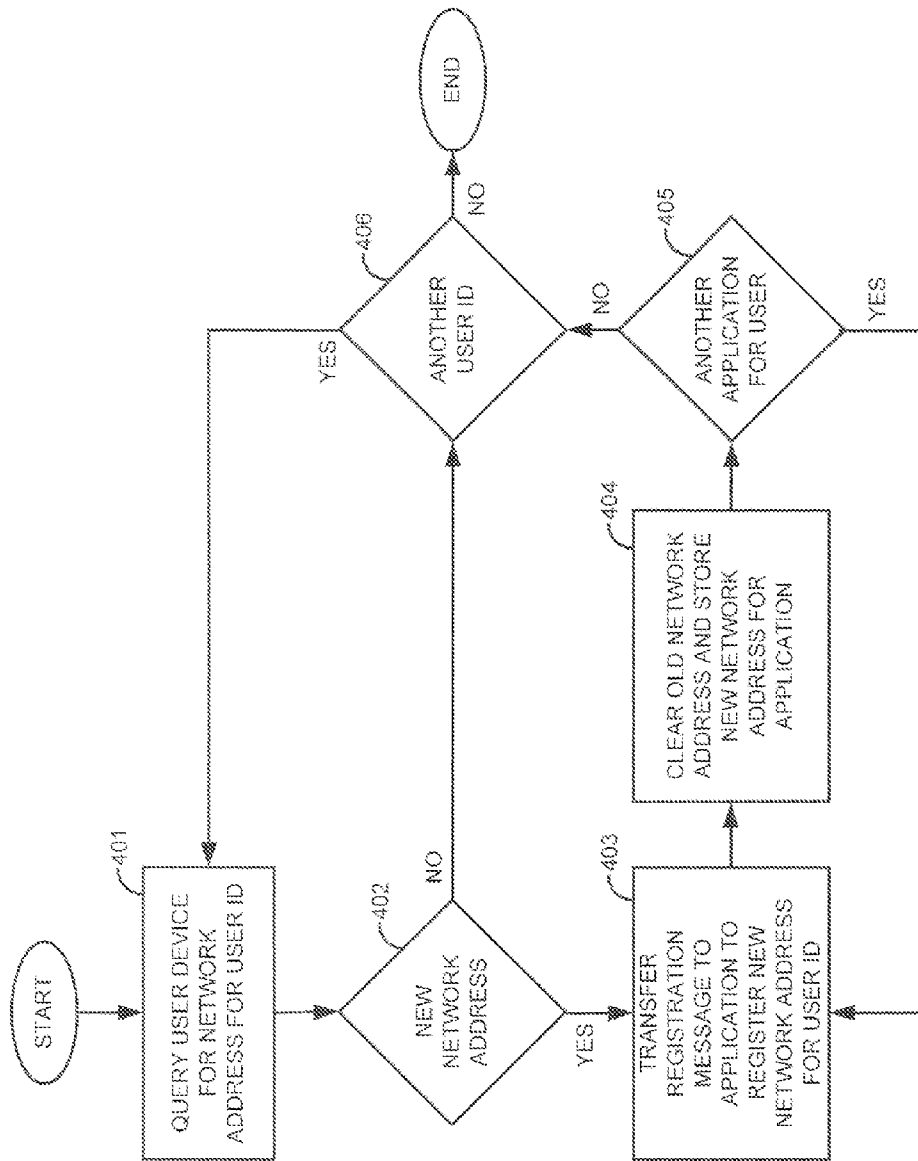 START
401
QUERY USER DEVICE
FOR NETWORK
ADDRESS FOR USER ID
402
NEW
NETWORK
ADDRESS
NO
YES
403
TRANSFER
REGISTRATION
MESSAGE TO
APPLICATION TO
REGISTER NEW
NETWORK ADDRESS
FOR USER ID
404
CLEAR OLD NETWORK
ADDRESS AND STORE
NEW NETWORK
ADDRESS FOR
APPLICATION
405
ANOTHER
APPLICATION
FOR USER
NO
YES
406
ANOTHER
USER ID
YES
NO
END